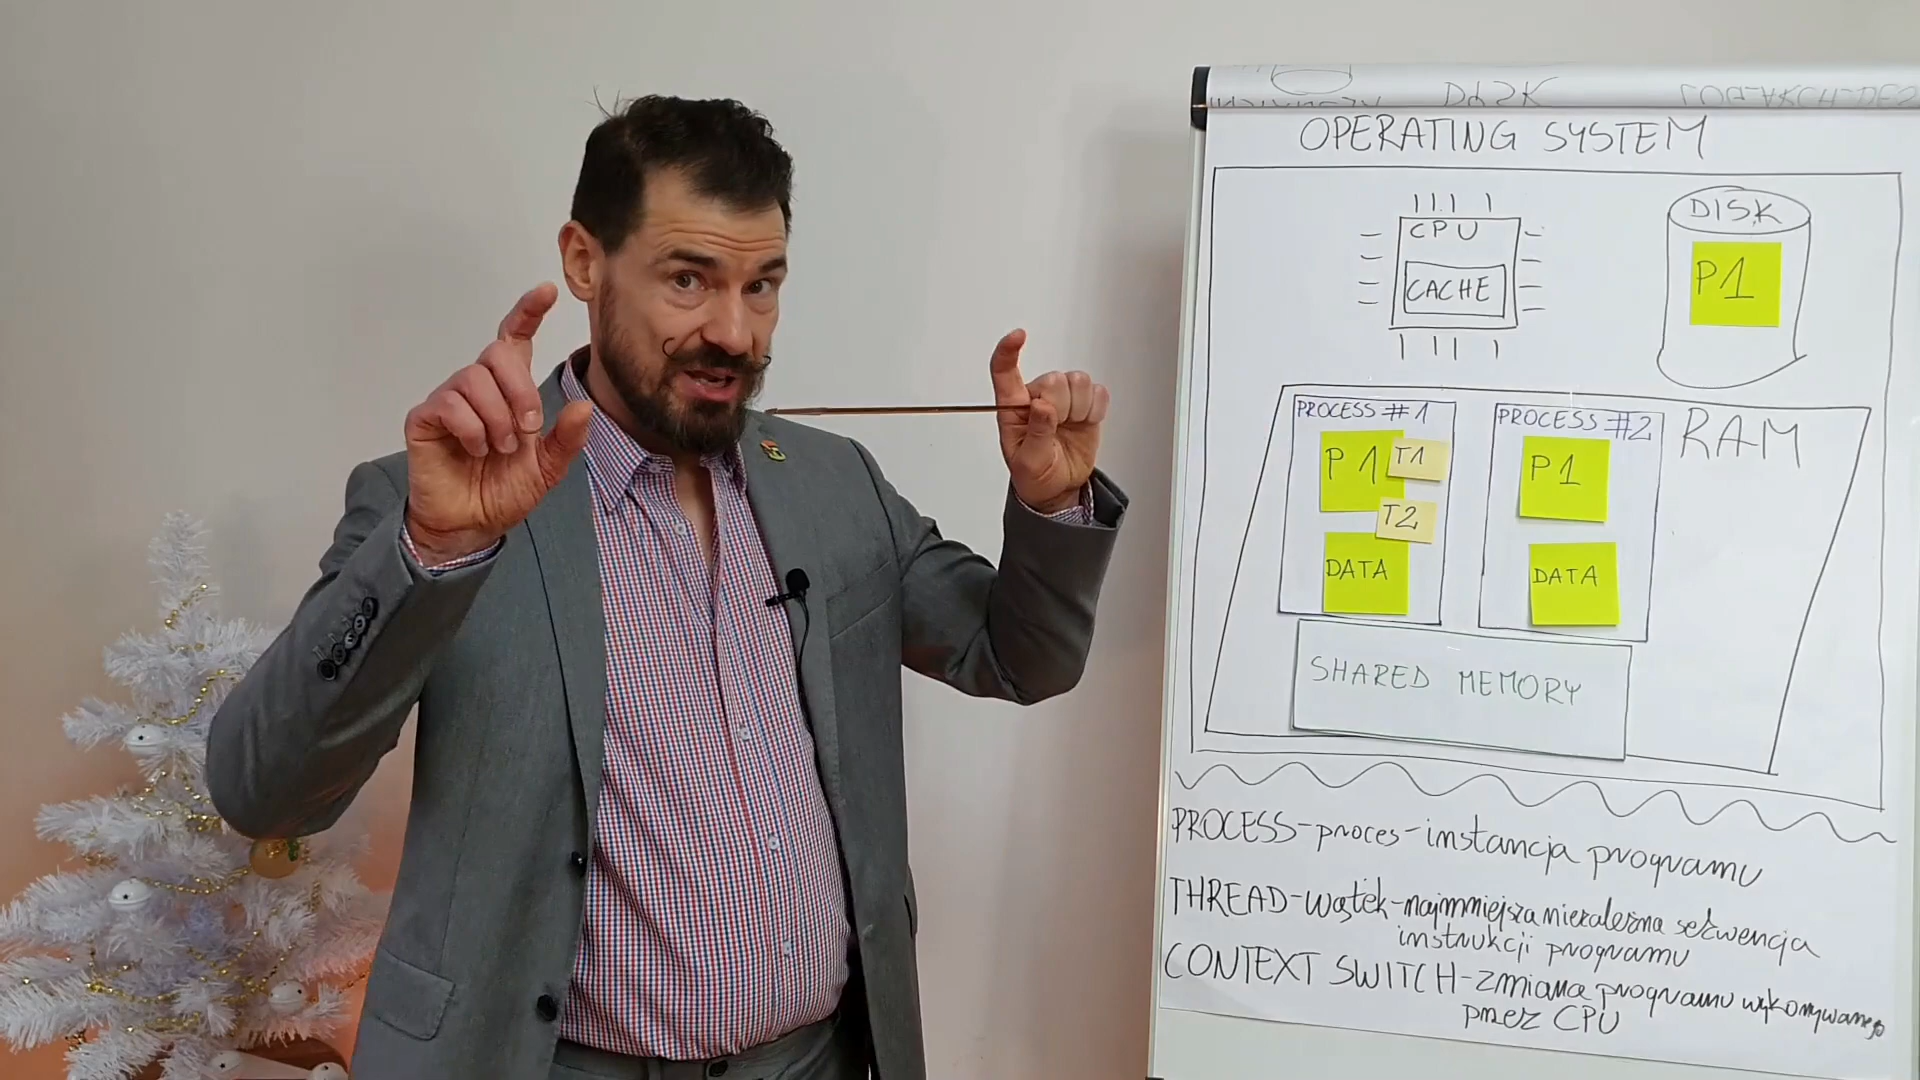 DISK
OPERATING SYSTEM
CPU
CACHE
DISK
P1
PROCESS #1
P1
T1
T2
DATA
PROCESS #2
P1
DATA
RAM
SHARED MEMORY
PROCESS-proces-instancja programu
THREAD-wątek-najmniejsza niezależna sekwencja
instrukcji programu
CONTEXT SWITCH-zmiana programu wykonywanego
przez CPU